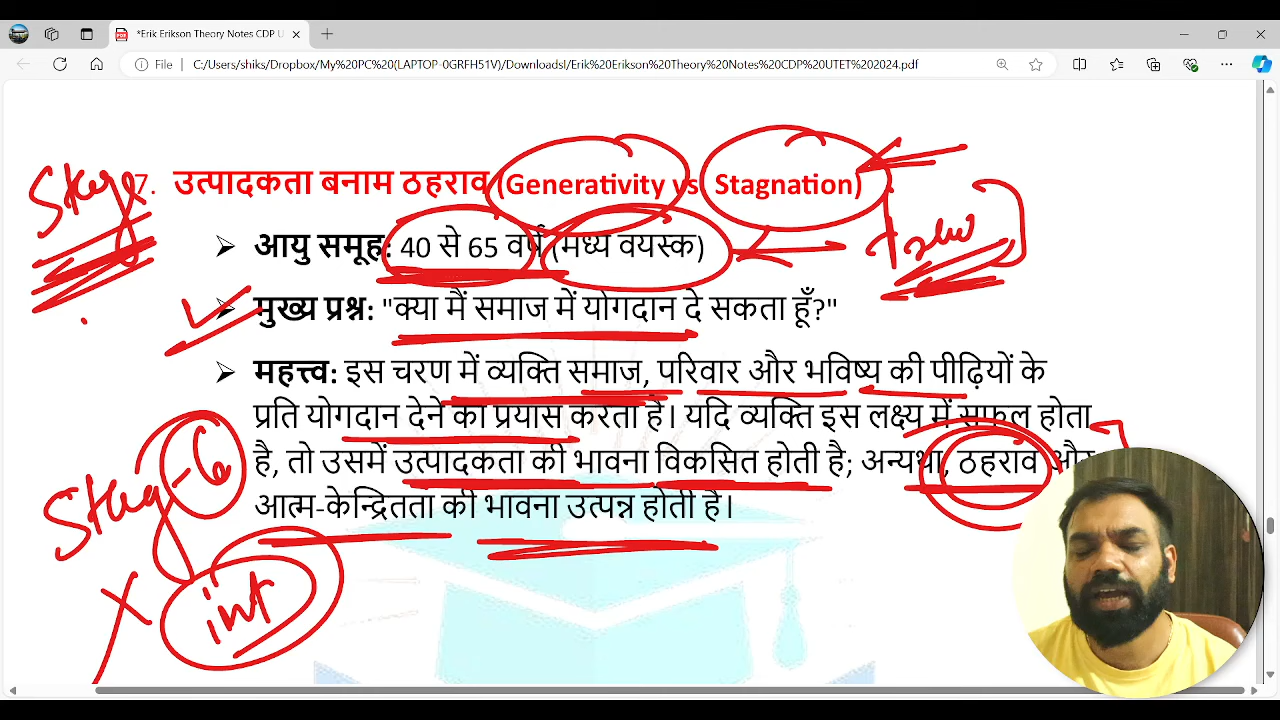 *Erik Erikson Theory Notes CDP U
File
C:/Users/shiks/Dropbox/My%20PC%20(LAPTOP-0GRFH51V)/Downloads/Erik%20Erikson%20Theory%20Notes%20CDP%20UTET%202024.pdf
7. उत्पादकता बनाम ठहराव (Generativity vs Stagnation)
आयु समूह: 40 से 65 वर्ष (मध्य वयस्क)
मुख्य प्रश्न: "क्या मैं समाज में योगदान दे सकता हूँ?"
महत्त्व: इस चरण में व्यक्ति समाज, परिवार और भविष्य की पीढ़ियों के
प्रति योगदान देने का प्रयास करता है। यदि व्यक्ति इस लक्ष्य में सफल होता
है, तो उसमें उत्पादकता की भावना विकसित होती है; अन्यथा, ठहराव और
आत्म-केन्द्रितता की भावना उत्पन्न होती है।
Stag-6
int